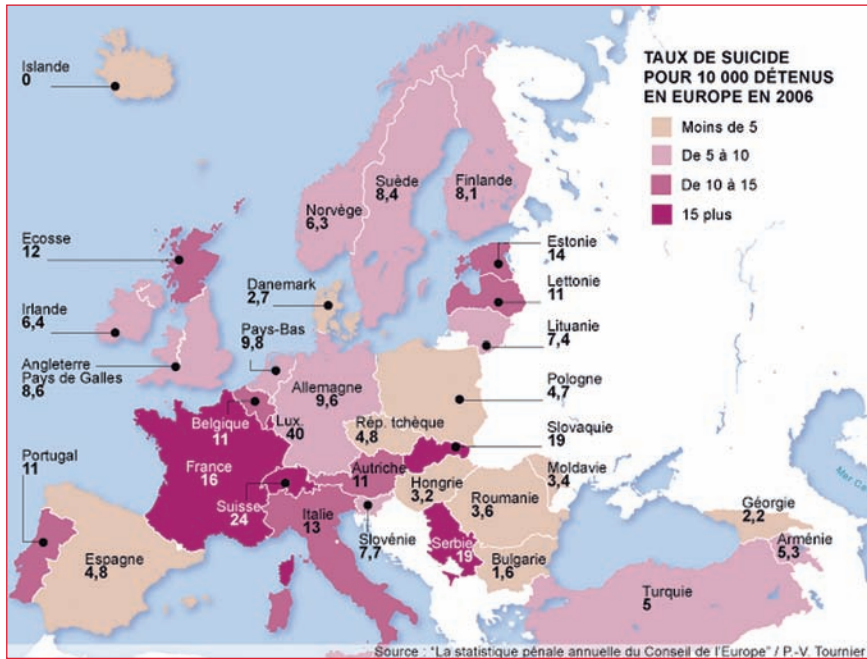 TAUX DE SUICIDE
POUR 10 000 DÉTENUS
EN EUROPE EN 2006
Moins de 5
De 5 à 10
De 10 à 15
15 plus
Islande
0
Norvège
6,3
Suède
8,4
Finlande
8,1
Ecosse
12
Estonie
14
Danemark
2,7
Lettonie
11
Irlande
6,4
Pays-Bas
9,8
Lituanie
7,4
Angleterre
Pays de Galles
8,6
Allemagne
9,6
Pologne
4,7
Belgique
11
Lux.
40
Rép. tchèque
4,8
Slovaquie
19
Portugal
11
France
16
Autriche
11
Moldavie
3,4
Suisse
24
Hongrie
3,2
Roumanie
3,6
Italie
13
Slovénie
7,7
Serbie
19
Bulgarie
1,6
Géorgie
2,2
Arménie
5,3
Espagne
4,8
Turquie
5
Source : "La statistique pénale annuelle du Conseil de l'Europe" / P.-V. Tournier